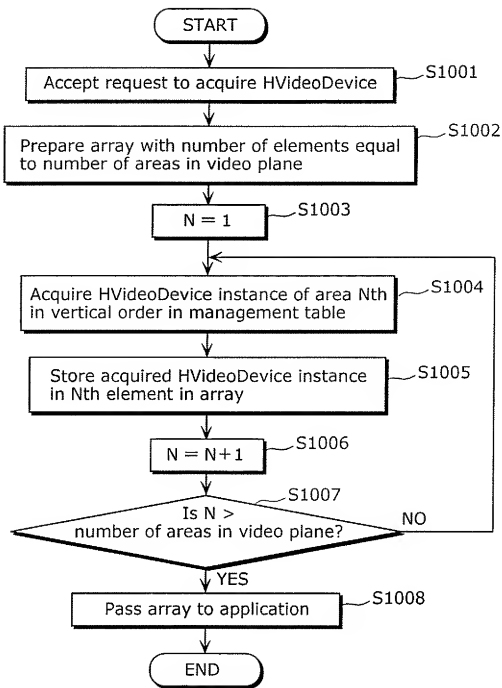 START
Accept request to acquire HVideoDevice
S1001
Prepare array with number of elements equal
to number of areas in video plane
S1002
N = 1
S1003
Acquire HVideoDevice instance of area Nth
in vertical order in management table
S1004
Store acquired HVideoDevice instance
in Nth element in array
S1005
N = N+1
S1006
Is N >
number of areas in video plane?
S1007
NO
YES
Pass array to application
S1008
END